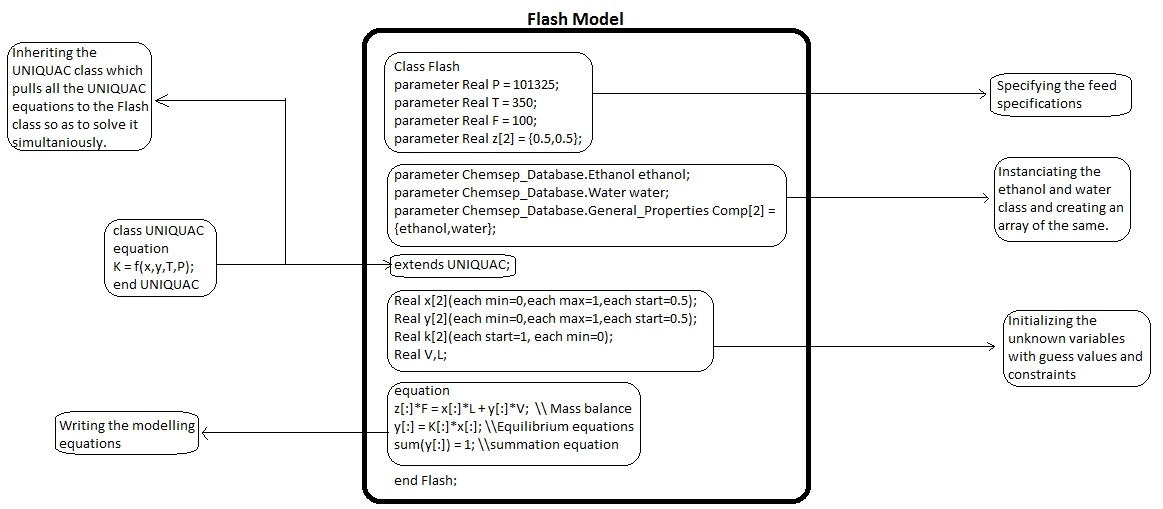 Flash Model
Inheriting the
UNIQUAC class which
pulls all the UNIQUAC
equations to the Flash
class so as to solve it
simultaniously.
class UNIQUAC
equation
K = f(x,y,T,P);
end UNIQUAC
Writing the modelling
equations
Class Flash
parameter Real P = 101325;
parameter Real T = 350;
parameter Real F = 100;
parameter Real z[2] = {0.5,0.5};
parameter Chemsep_Database.Ethanol ethanol;
parameter Chemsep_Database.Water water;
parameter Chemsep_Database.General_Properties Comp[2] =
{ethanol,water};
extends UNIQUAC;
Real x[2](each min=0,each max=1,each start=0.5);
Real y[2](each min=0,each max=1,each start=0.5);
Real k[2](each start=1, each min=0);
Real V,L;
equation
z[:]*F = x[:]*L + y[:]*V; \\ Mass balance
y[:] = K[:]*x[:]; \\Equilibrium equations
sum(y[:]) = 1; \\summation equation
end Flash;
Specifying the feed
specifications
Instanciating the
ethanol and water
class and creating an
array of the same.
Initializing the
unknown variables
with guess values and
constraints